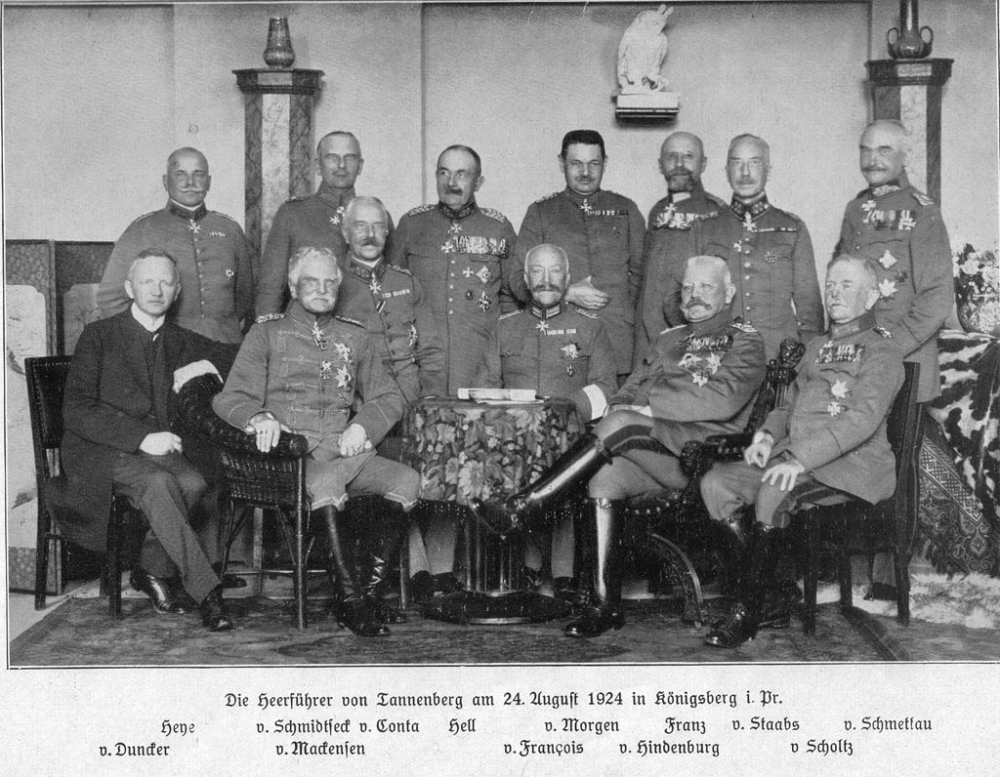 Die Heerführer von Tannenberg am 24. August 1924 in Königsberg i. Pr.
Heye v. Schmidtseck v. Conta Hell v. Morgen Franz v. Staabs v. Schmettau
v. Duncker v. Mackensen v. François v. Hindenburg v Scholtz